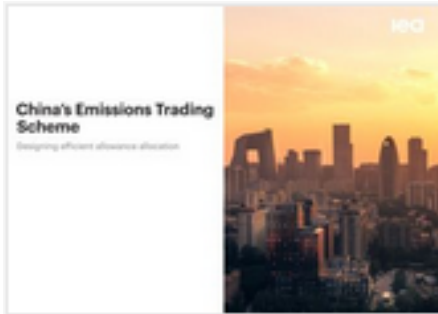 iea
China's Emissions Trading
Scheme
Designing efficient allowance allocation